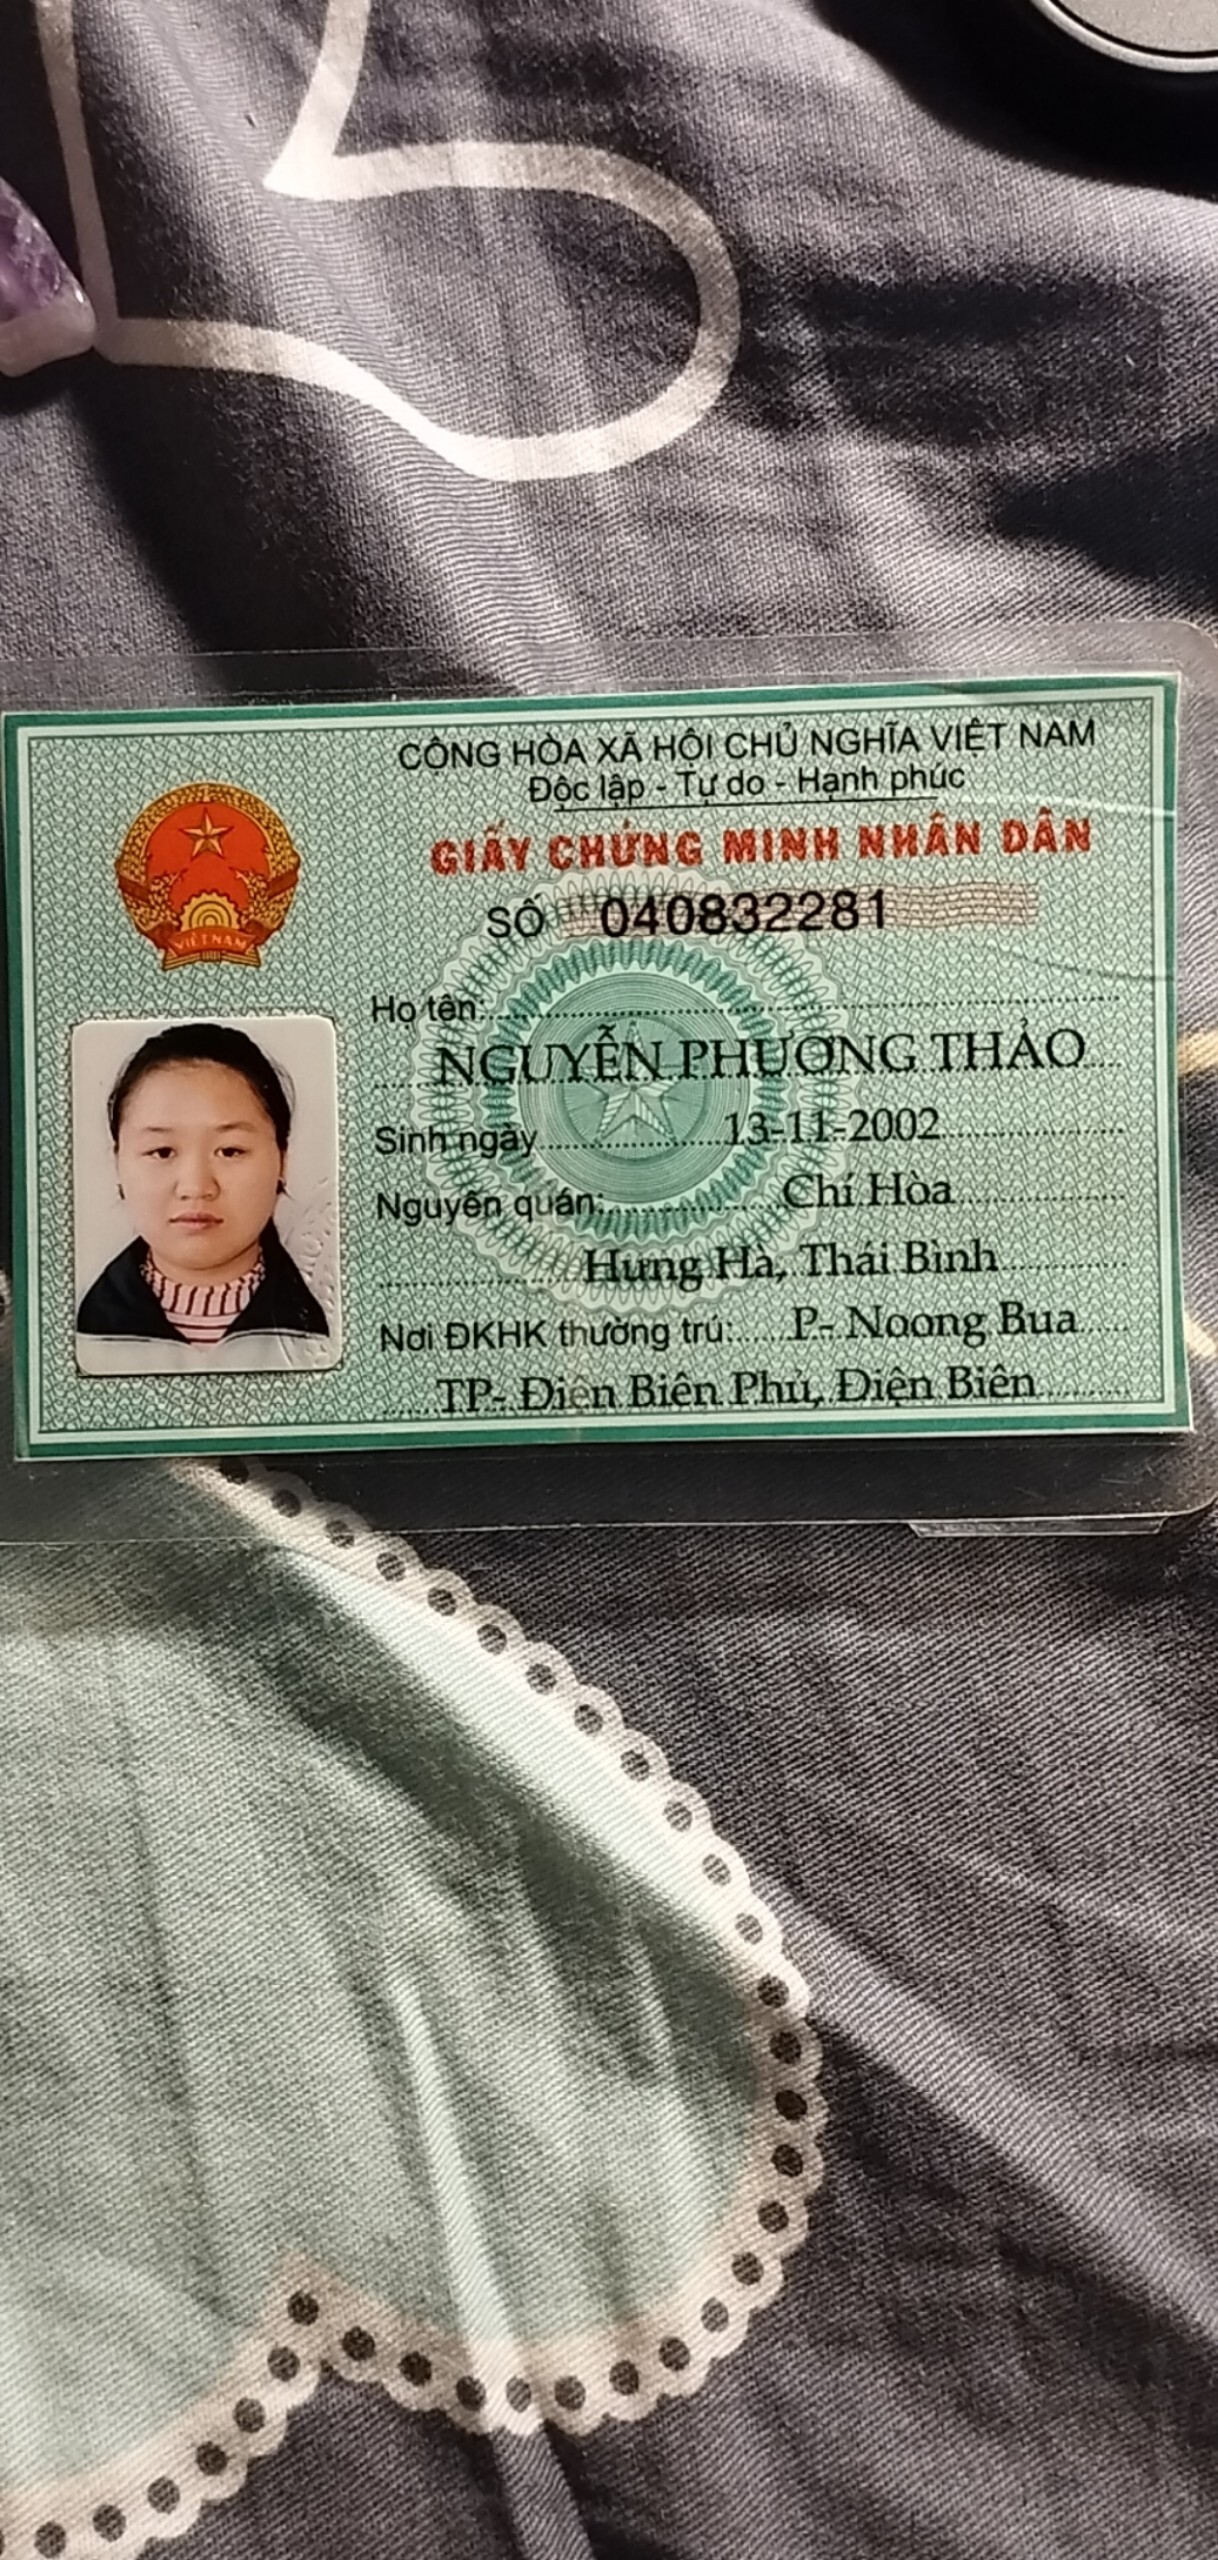 CỘNG HÒA XÃ HỘI CHỦ NGHĨA VIỆT NAM
Độc lập - Tự do - Hạnh phúc
GIẤY CHỨNG MINH NHÂN DÂN
SỐ 040832281
VIỆT NAM
Họ tên:
NGUYỄN PHƯƠNG THẢO
Sinh ngày 13-11-2002
Nguyên quán: Chí Hòa
Hưng Hà, Thái Bình
Nơi ĐKHK thường trú: P- Noong Bua
TP- Điện Biên Phủ, Điện Biên